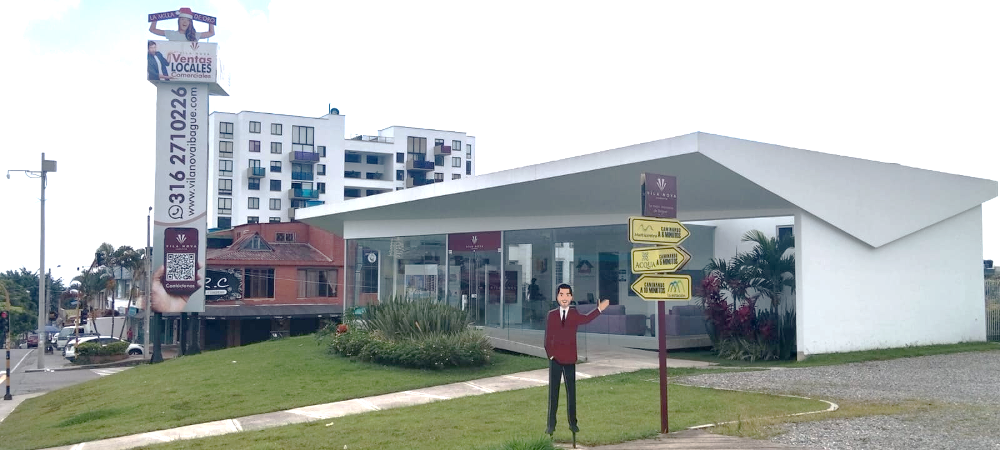 LA MILLA DE ORO
VILA NOVA
Ventas
LOCALES
Comerciales
316 2710226
www.vilanovaibague.com
VILA NOVA
Contáctanos
VILA NOVA
VILA NOVA
Multicentro
CAMINANDO
A 8 MINUTOS
ACQUA
CAMINANDO
A 5 MINUTOS
CAMINANDO
A 10 MINUTOS
la estación